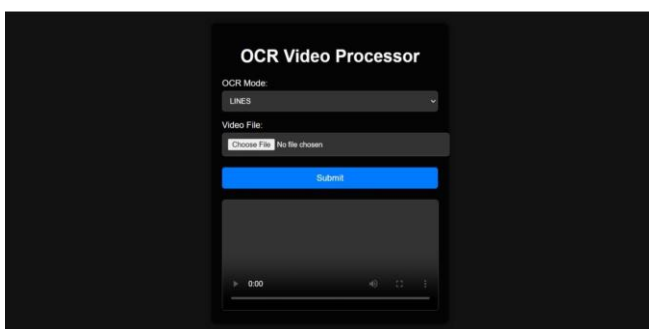 OCR Video Processor
OCR Mode:
LINES
Video File:
Choose File No file chosen
Submit
0:00